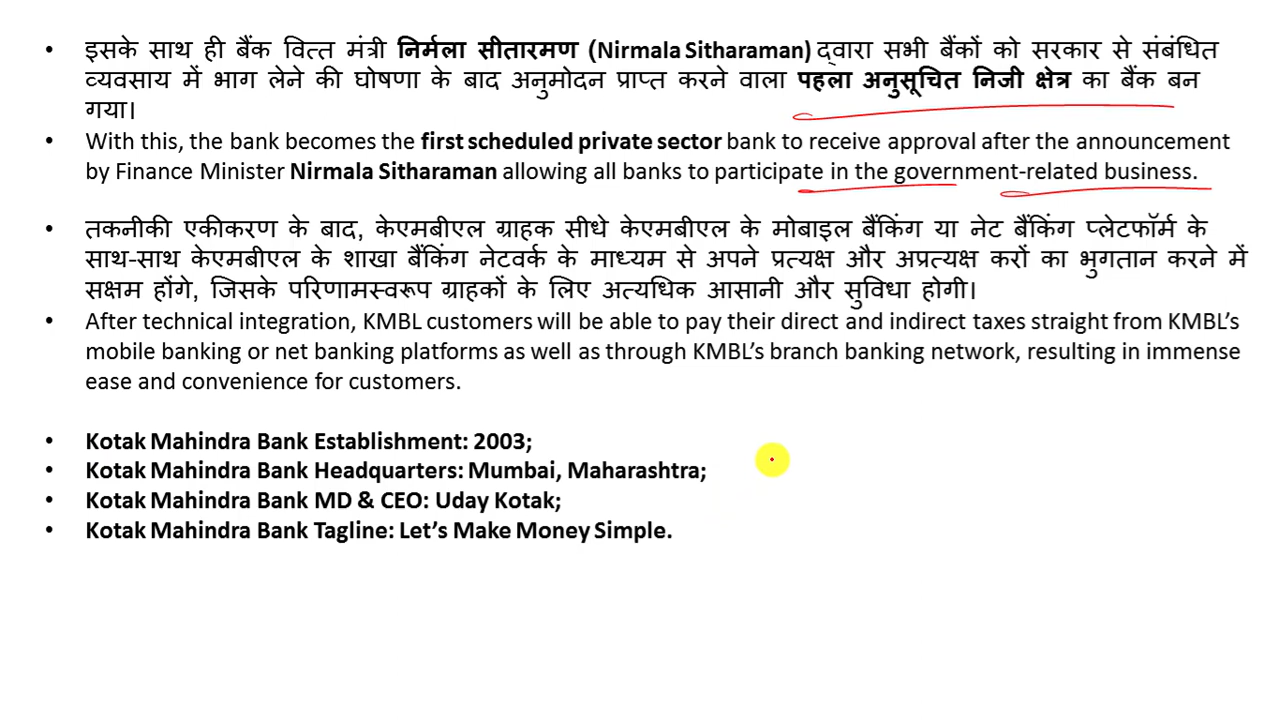 • इसके साथ ही बैंक वित्त मंत्री निर्मला सीतारमण (Nirmala Sitharaman) द्वारा सभी बैंकों को सरकार से संबंधित
व्यवसाय में भाग लेने की घोषणा के बाद अनुमोदन प्राप्त करने वाला पहला अनुसूचित निजी क्षेत्र का बैंक बन
गया।
• With this, the bank becomes the first scheduled private sector bank to receive approval after the announcement
by Finance Minister Nirmala Sitharaman allowing all banks to participate in the government-related business.
• तकनीकी एकीकरण के बाद, केएमबीएल ग्राहक सीधे केएमबीएल के मोबाइल बैंकिंग या नेट बैंकिंग प्लेटफॉर्म के
साथ-साथ केएमबीएल के शाखा बैंकिंग नेटवर्क के माध्यम से अपने प्रत्यक्ष और अप्रत्यक्ष करों का भुगतान करने में
सक्षम होंगे, जिसके परिणामस्वरूप ग्राहकों के लिए अत्यधिक आसानी और सुविधा होगी।
• After technical integration, KMBL customers will be able to pay their direct and indirect taxes straight from KMBL’s
mobile banking or net banking platforms as well as through KMBL’s branch banking network, resulting in immense
ease and convenience for customers.
• Kotak Mahindra Bank Establishment: 2003;
• Kotak Mahindra Bank Headquarters: Mumbai, Maharashtra;
• Kotak Mahindra Bank MD & CEO: Uday Kotak;
• Kotak Mahindra Bank Tagline: Let’s Make Money Simple.